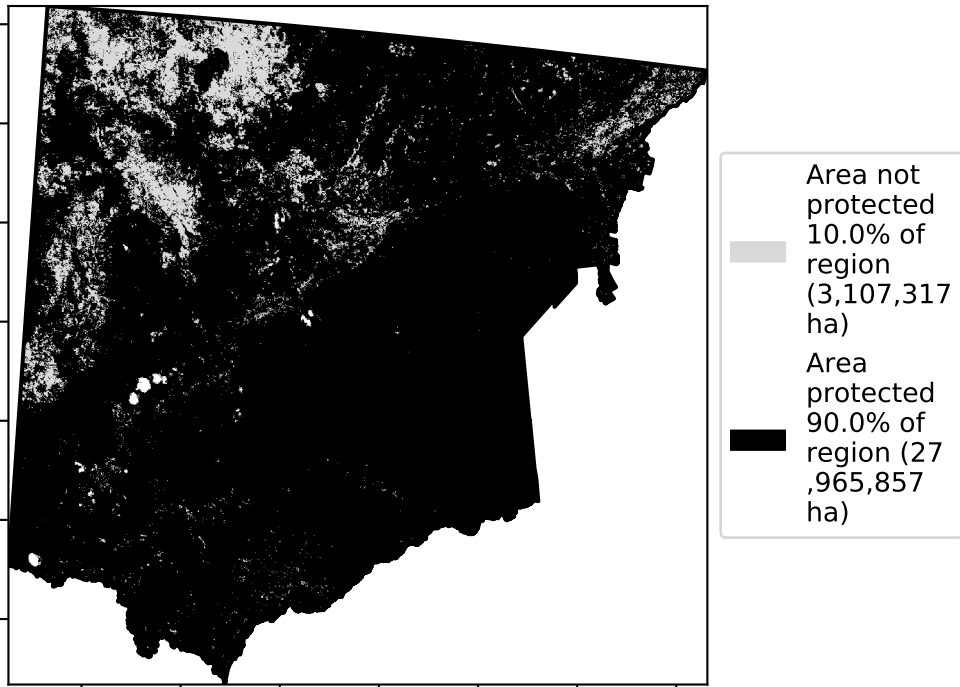 Area not
protected
10.0% of
region
(3,107,317
ha)
Area
protected
90.0% of
region (27
,965,857
ha)